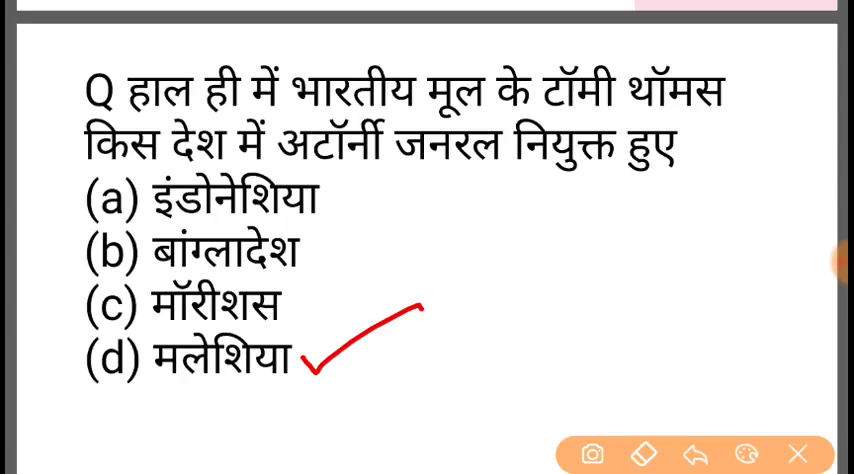 Q हाल ही में भारतीय मूल के टॉमी थॉमस
किस देश में अटॉर्नी जनरल नियुक्त हुए
(a) इंडोनेशिया
(b) बांग्लादेश
(c) मॉरीशस
(d) मलेशिया